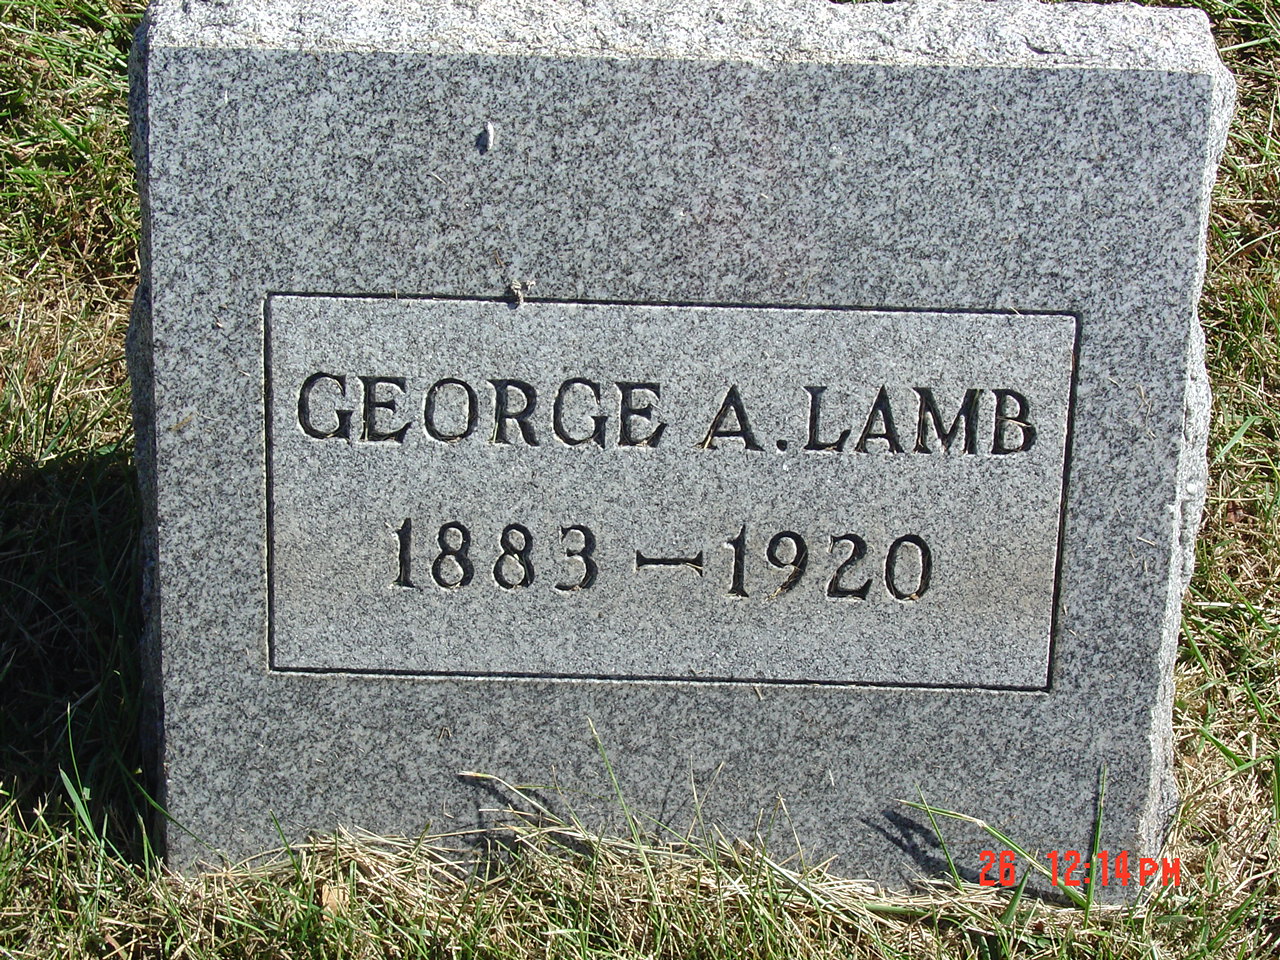 GEORGE A. LAMB
1883 – 1920
26 12:14 PM